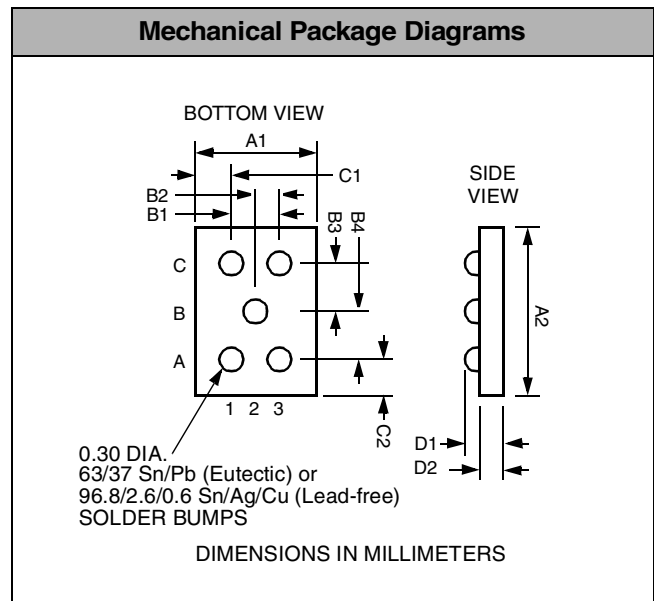 Mechanical Package Diagrams
BOTTOM VIEW
A1
C1
B2
B1
B3
B4
SIDE
VIEW
C
B
A
A2
1 2 3
C2
D1
D2
0.30 DIA.
63/37 Sn/Pb (Eutectic) or
96.8/2.6/0.6 Sn/Ag/Cu (Lead-free)
SOLDER BUMPS
DIMENSIONS IN MILLIMETERS